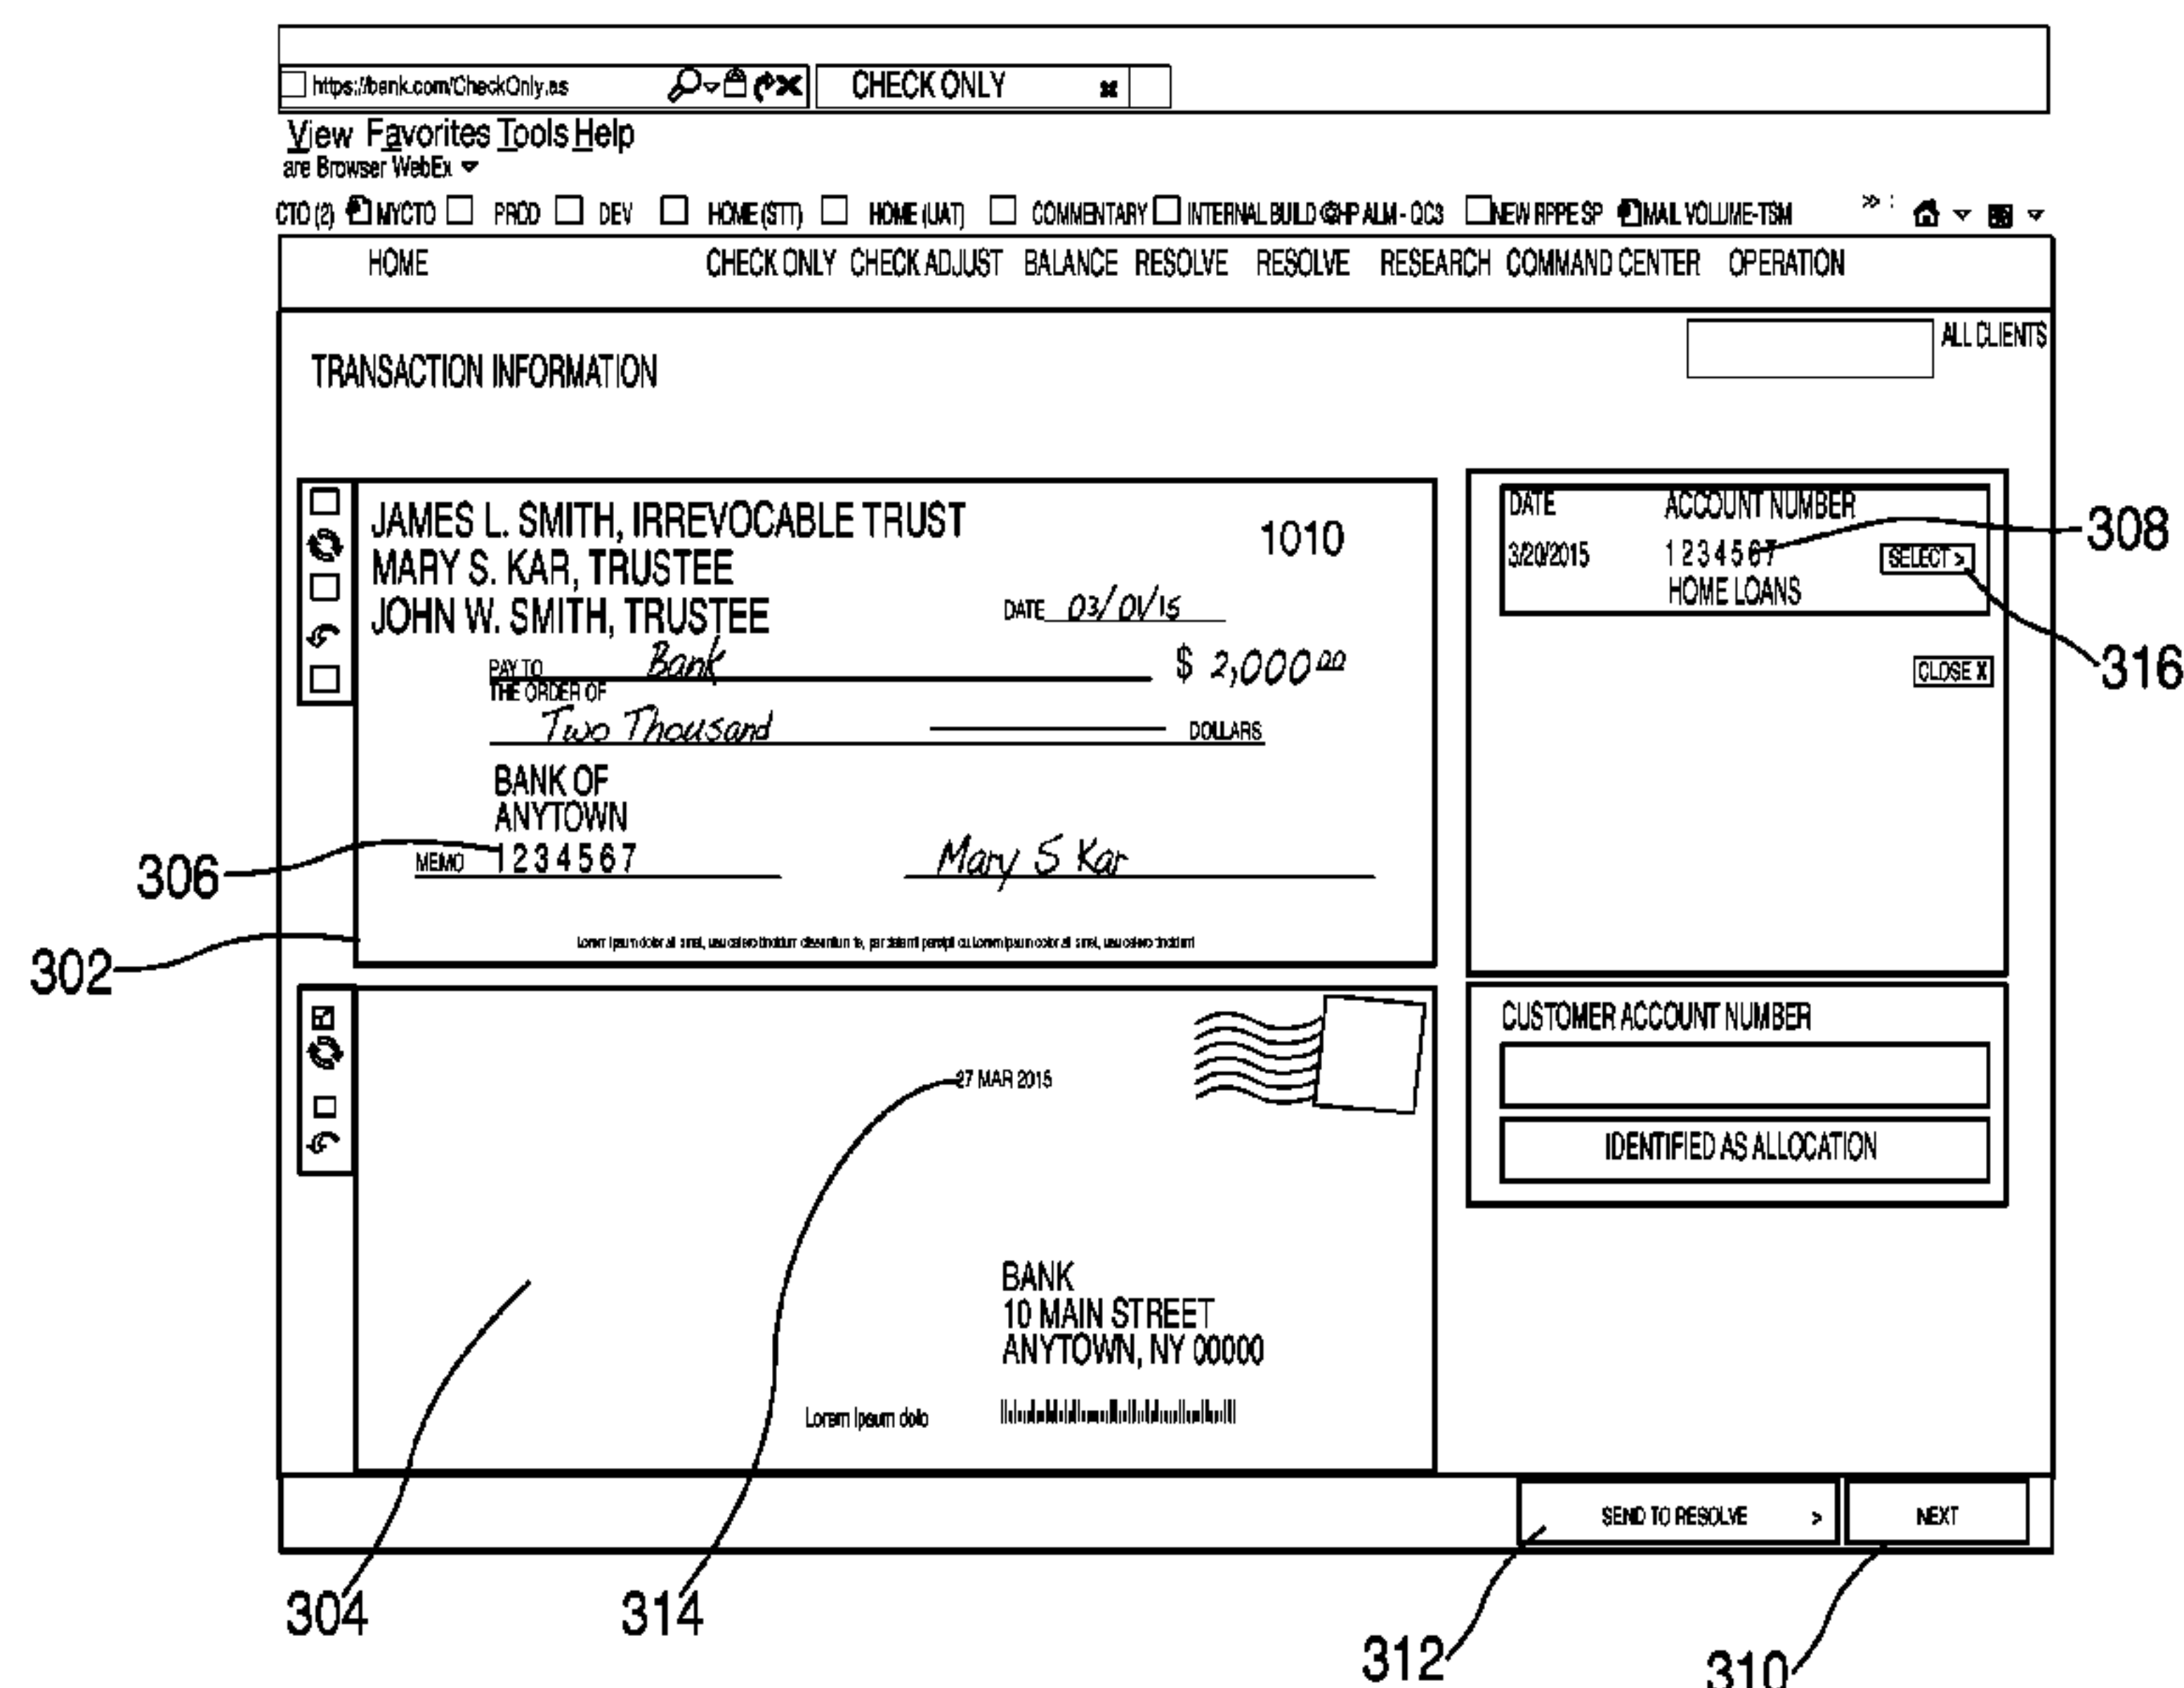 https://bank.com/CheckOnly.as CHECK ONLY
View Favorites Tools Help
are Browser WebEx
CTO (2) MYCTO PROD DEV HOME (STT) HOME (UAT) COMMENTARY INTERNAL BUILD @HP ALM - QC3 NEW RPPE SP MAIL VOLUME-TSM
HOME CHECK ONLY CHECK ADJUST BALANCE RESOLVE RESOLVE RESEARCH COMMAND CENTER OPERATION
ALL CLIENTS
TRANSACTION INFORMATION
JAMES L. SMITH, IRREVOCABLE TRUST
MARY S. KAR, TRUSTEE
JOHN W. SMITH, TRUSTEE
1010
DATE 03/01/15
PAY TO Bank $ 2,000 00
THE ORDER OF
Two Thousand DOLLARS
BANK OF
ANYTOWN
MEMO 1234567 Mary S Kar
DATE ACCOUNT NUMBER
3/20/2015 1234567 SELECT >
HOME LOANS
CLOSE X
308
316
306
302
27 MAR 2015
BANK
10 MAIN STREET
ANYTOWN, NY 00000
Lorem ipsum dolo
CUSTOMER ACCOUNT NUMBER
IDENTIFIED AS ALLOCATION
SEND TO RESOLVE > NEXT
304
314
312
310